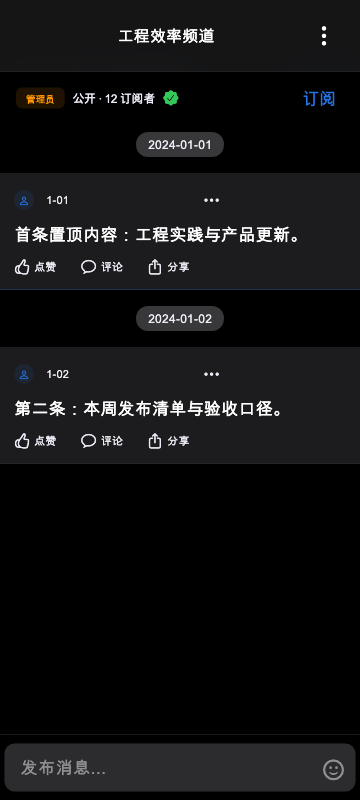 工程效率频道
管理员 公开 · 12 订阅者 订阅
2024-01-01
1-01
首条置顶内容：工程实践与产品更新。
点赞 评论 分享
2024-01-02
1-02
第二条：本周发布清单与验收口径。
点赞 评论 分享
发布消息...